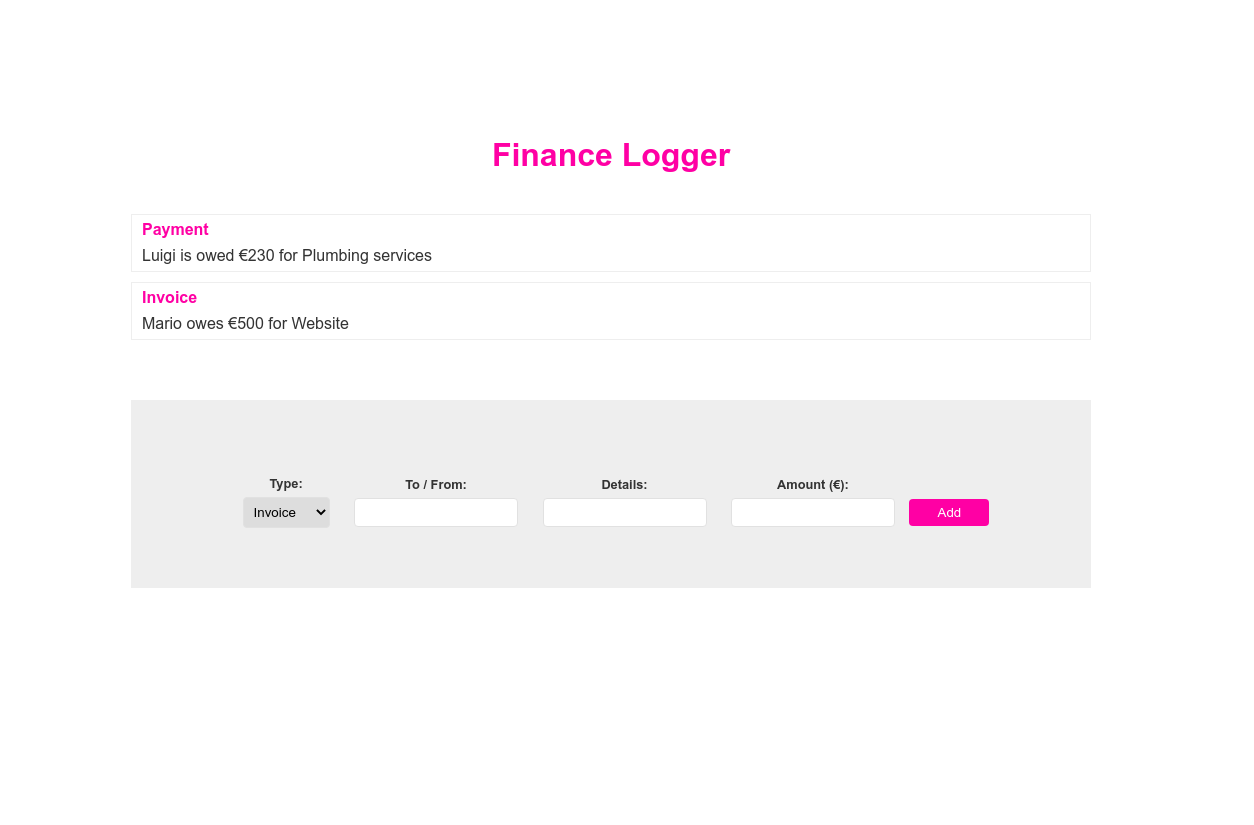 Finance Logger
Payment
Luigi is owed €230 for Plumbing services
Invoice
Mario owes €500 for Website
Type: To / From: Details: Amount (€):
Invoice Add